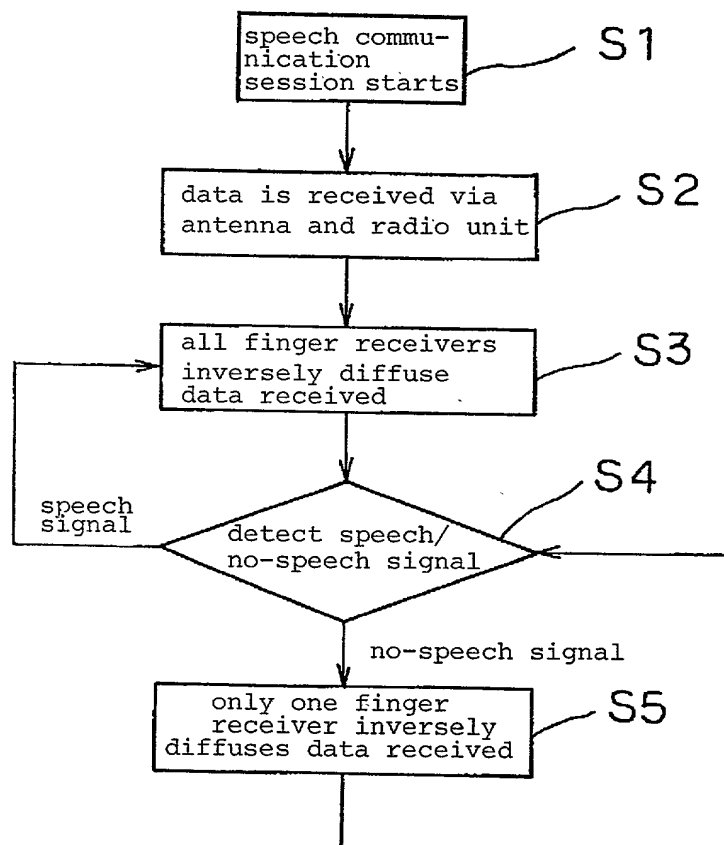 speech commu-
nication
session starts
S1
data is received via
antenna and radio unit
S2
all finger receivers
inversely diffuse
data received
S3
speech
signal
detect speech/
no-speech signal
S4
no-speech signal
only one finger
receiver inversely
diffuses data received
S5